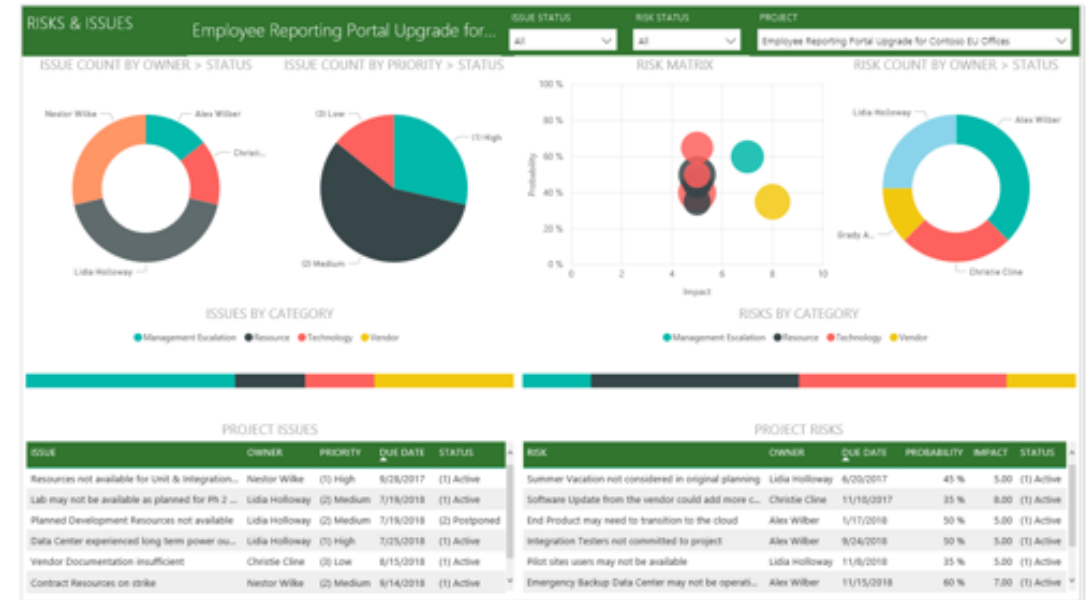 RISKS & ISSUES
Employee Reporting Portal Upgrade for...
ISSUE STATUS
All
RISK STATUS
All
PROJECT
Employee Reporting Portal Upgrade for Contoso EU Offices
ISSUE COUNT BY OWNER > STATUS
Nestor Wilke
Alex Wilber
Christi...
Lidia Holloway
ISSUE COUNT BY PRIORITY > STATUS
(3) Low
(1) High
(2) Medium
RISK MATRIX
100 %
80 %
60 %
40 %
20 %
0 %
Probability
0 2 4 6 8 10
Impact
RISK COUNT BY OWNER > STATUS
Lidia Holloway
Alex Wilber
Grady A...
Christie Cline
ISSUES BY CATEGORY
Management Escalation Resource Technology Vendor
RISKS BY CATEGORY
Management Escalation Resource Technology Vendor
PROJECT ISSUES
ISSUE OWNER PRIORITY DUE DATE STATUS
Resources not available for Unit & Integration... Nestor Wilke (1) High 9/28/2017 (1) Active
Lab may not be available as planned for Ph 2 ... Lidia Holloway (2) Medium 7/19/2018 (1) Active
Planned Development Resources not available Lidia Holloway (2) Medium 7/19/2018 (2) Postponed
Data Center experienced long term power ou... Lidia Holloway (1) High 7/25/2018 (1) Active
Vendor Documentation insufficient Christie Cline (3) Low 8/15/2018 (1) Active
Contract Resources on strike Nestor Wilke (2) Medium 9/14/2018 (1) Active
PROJECT RISKS
RISK OWNER DUE DATE PROBABILITY IMPACT STATUS
Summer Vacation not considered in original planning Lidia Holloway 6/20/2017 45 % 5.00 (1) Active
Software Update from the vendor could add more c... Christie Cline 11/10/2017 35 % 8.00 (1) Active
End Product may need to transition to the cloud Alex Wilber 1/17/2018 50 % 5.00 (1) Active
Integration Testers not committed to project Alex Wilber 9/24/2018 50 % 5.00 (1) Active
Pilot sites users may not be available Lidia Holloway 11/8/2018 35 % 5.00 (1) Active
Emergency Backup Data Center may not be operati... Alex Wilber 11/15/2018 60 % 7.00 (1) Active